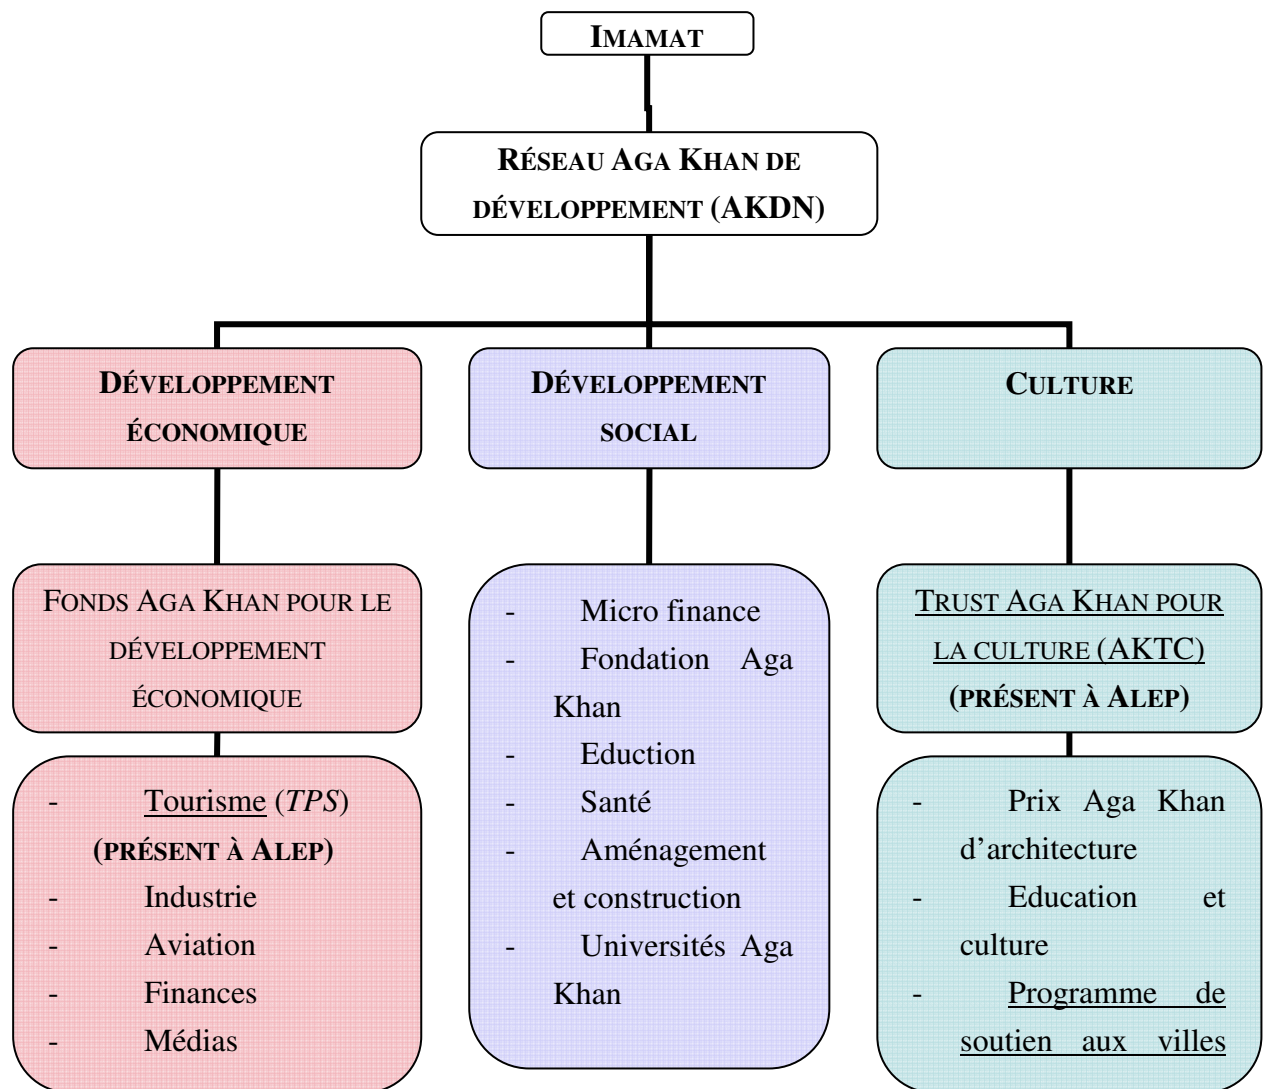 IMAMAT
RÉSEAU AGA KHAN DE
DÉVELOPPEMENT (AKDN)
DÉVELOPPEMENT
ÉCONOMIQUE
DÉVELOPPEMENT
SOCIAL
CULTURE
FONDS AGA KHAN POUR LE
DÉVELOPPEMENT
ÉCONOMIQUE
- Tourisme (TPS)
(PRÉSENT À ALEP)
- Industrie
- Aviation
- Finances
- Médias
- Micro finance
- Fondation Aga
Khan
- Eduction
- Santé
- Aménagement
et construction
- Universités Aga
Khan
TRUST AGA KHAN POUR
LA CULTURE (AKTC)
(PRÉSENT À ALEP)
- Prix Aga Khan
d’architecture
- Education et
culture
- Programme de
soutien aux villes